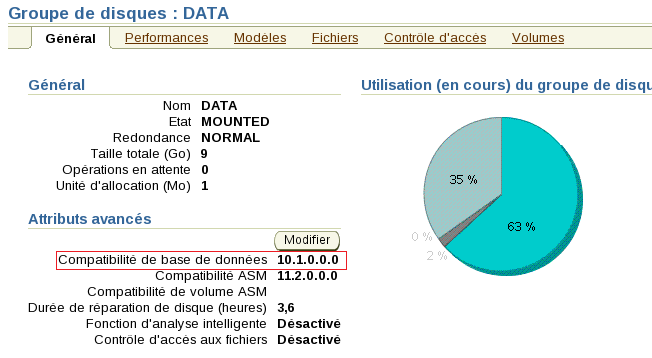 Groupe de disques : DATA
Général Performances Modèles Fichiers Contrôle d'accès Volumes
Général
Nom DATA
Etat MOUNTED
Redondance NORMAL
Taille totale (Go) 9
Opérations en attente 0
Unité d'allocation (Mo) 1
Attributs avancés
Modifier
Compatibilité de base de données 10.1.0.0.0
Compatibilité ASM 11.2.0.0.0
Compatibilité de volume ASM
Durée de réparation de disque (heures) 3,6
Fonction d'analyse intelligente Désactivé
Contrôle d'accès aux fichiers Désactivé
Utilisation (en cours) du groupe de disqu
35 %
63 %
0 %
2 %